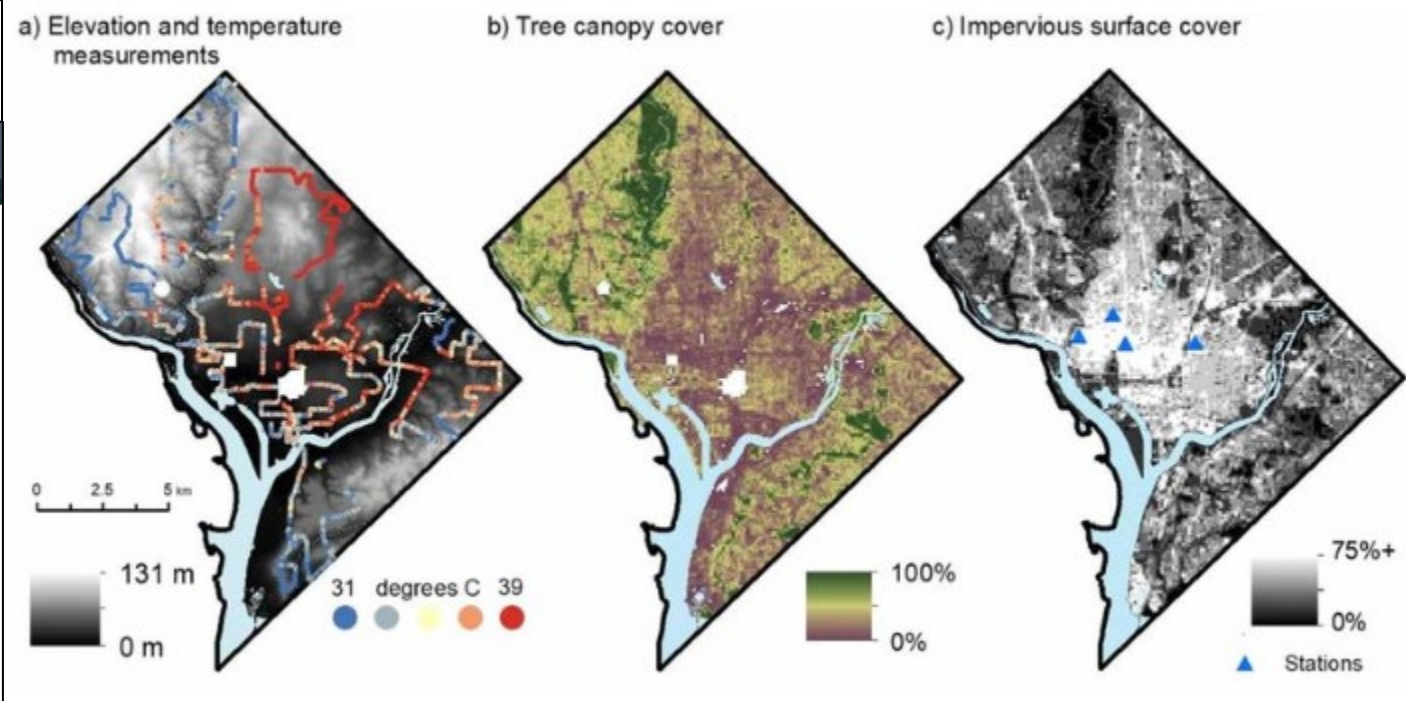 a) Elevation and temperature
measurements
b) Tree canopy cover
c) Impervious surface cover
0 2.5 5 km
131 m
0 m
31 degrees C 39
100%
0%
75%+
0%
Stations